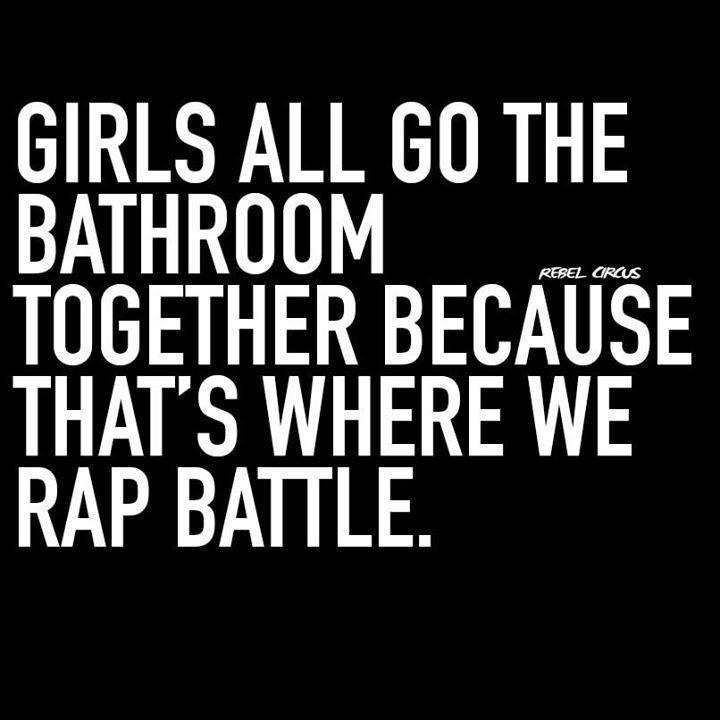 GIRLS ALL GO THE
BATHROOM
REBEL CIRCUS
TOGETHER BECAUSE
THAT'S WHERE WE
RAP BATTLE.